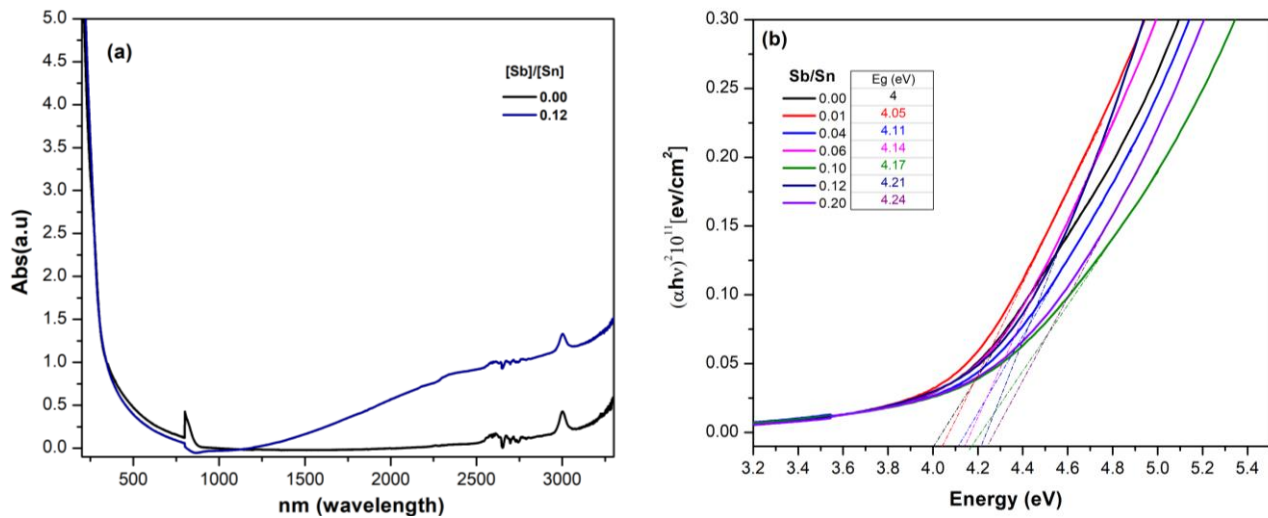 (a)
[Sb]/[Sn]
0.00
0.12
Abs(a.u)
5.0
4.5
4.0
3.5
3.0
2.5
2.0
1.5
1.0
0.5
0.0
500 1000 1500 2000 2500 3000
nm (wavelength)
(b)
Sb/Sn Eg (eV)
0.00 4
0.01 4.05
0.04 4.11
0.06 4.14
0.10 4.17
0.12 4.21
0.20 4.24
(αhν)²10¹¹[ev/cm²]
0.30
0.25
0.20
0.15
0.10
0.05
0.00
3.2 3.4 3.6 3.8 4.0 4.2 4.4 4.6 4.8 5.0 5.2 5.4
Energy (eV)